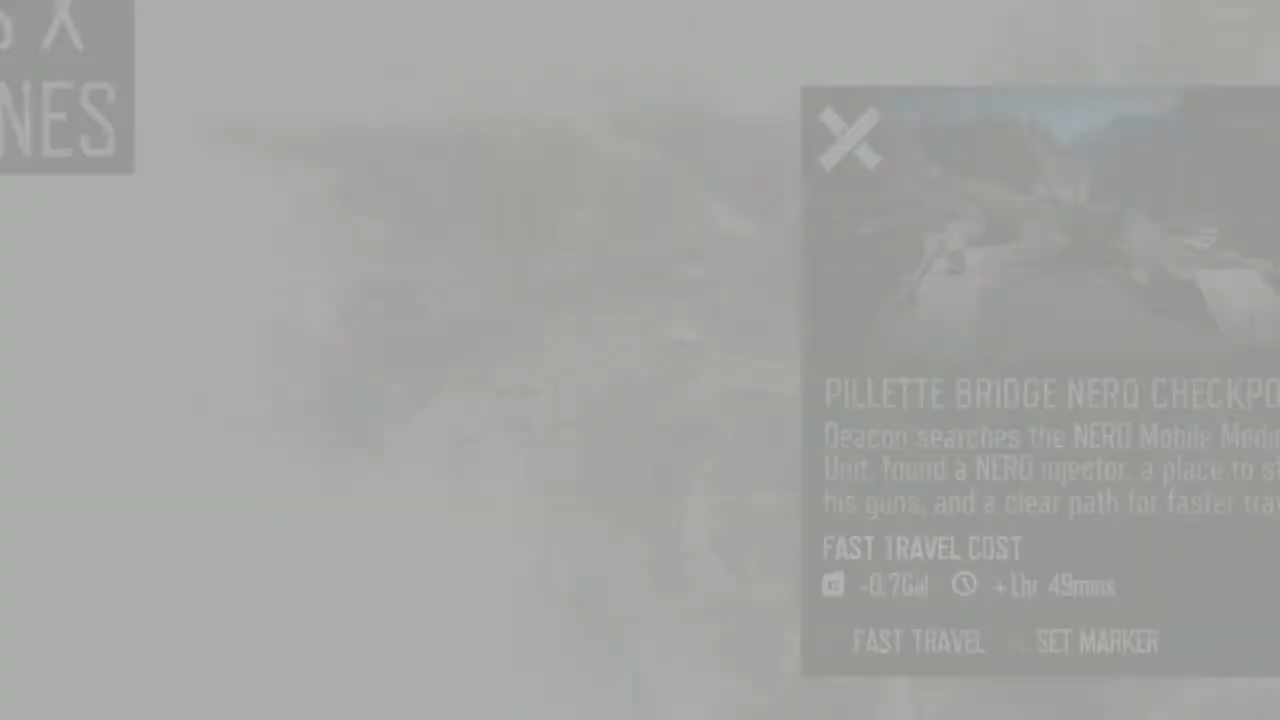 X
NES
PILLETTE BRIDGE NERO CHECKPO
Deacon searches the NERO Mobile Medi
Unit, found a NERO injector, a place to s
his guns, and a clear path for faster tra
FAST TRAVEL COST
-0.7Gal +1hr 49mins
FAST TRAVEL SET MARKER